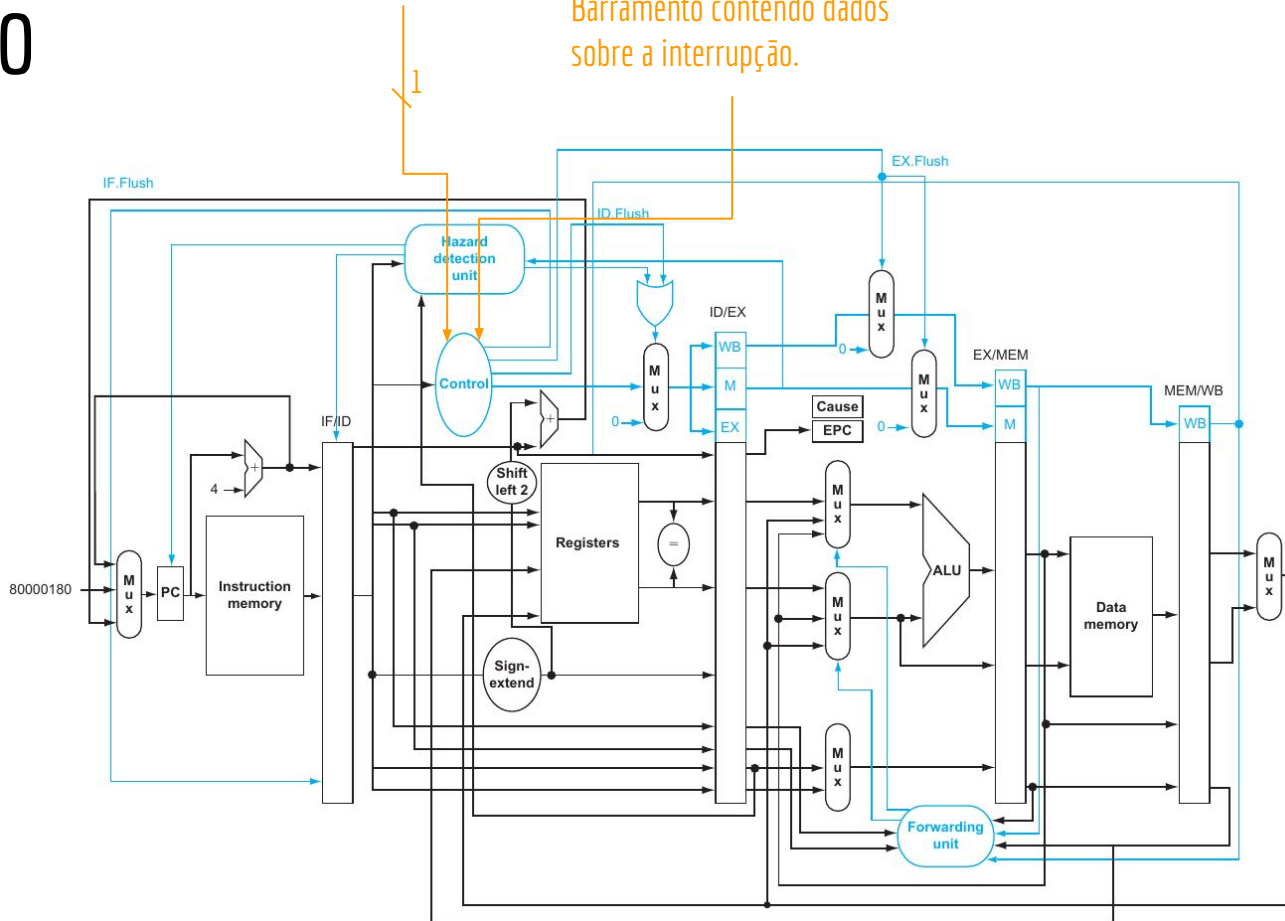 0
Barramento contendo dados
sobre a interrupção.
1
IF.Flush
EX.Flush
ID.Flush
Hazard
detection
unit
M
u
x
ID/EX
WB
0
EX/MEM
Control
M
u
x
M
M
u
x
WB
MEM/WB
0
EX
Cause
EPC
0
M
WB
IF/ID
+
+
4
Shift
left 2
M
u
x
Registers
=
80000180
M
u
x
PC
Instruction
memory
M
u
x
ALU
Data
memory
M
u
x
Sign-
extend
M
u
x
Forwarding
unit